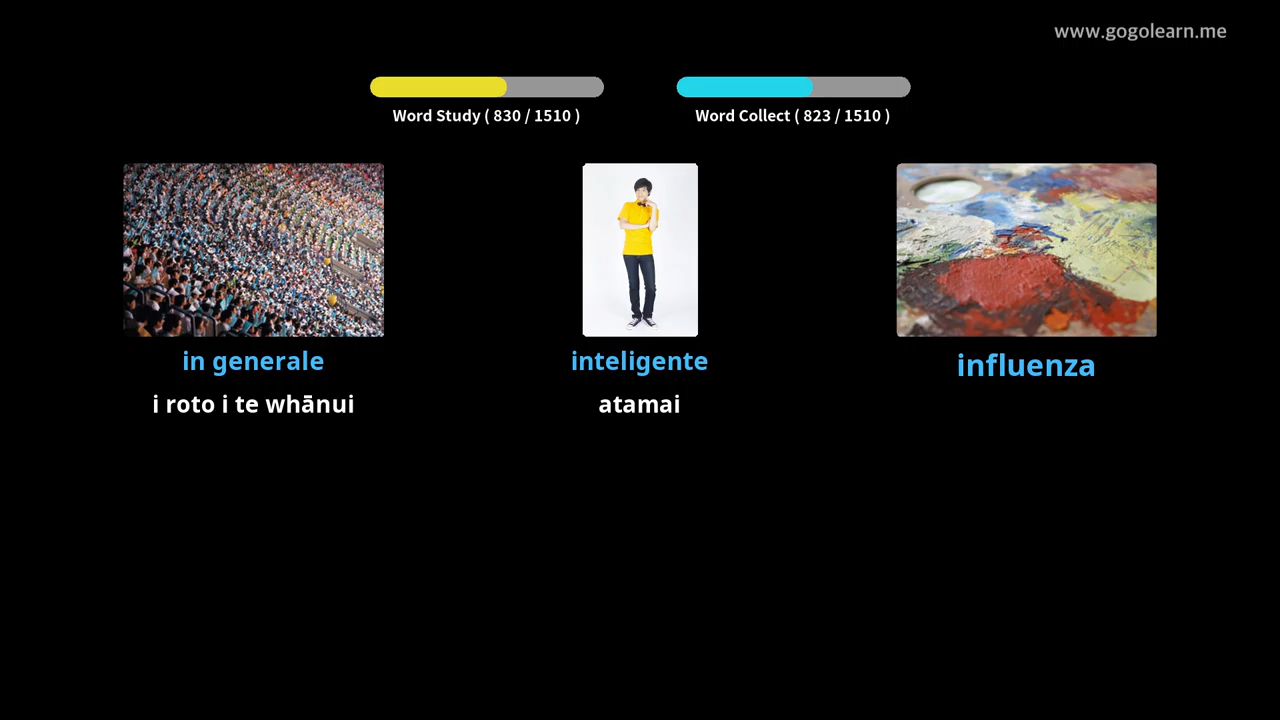 www.gogolearn.me
Word Study ( 830 / 1510 )
Word Collect ( 823 / 1510 )
in generale
i roto i te whānui
inteligente
atamai
influenza